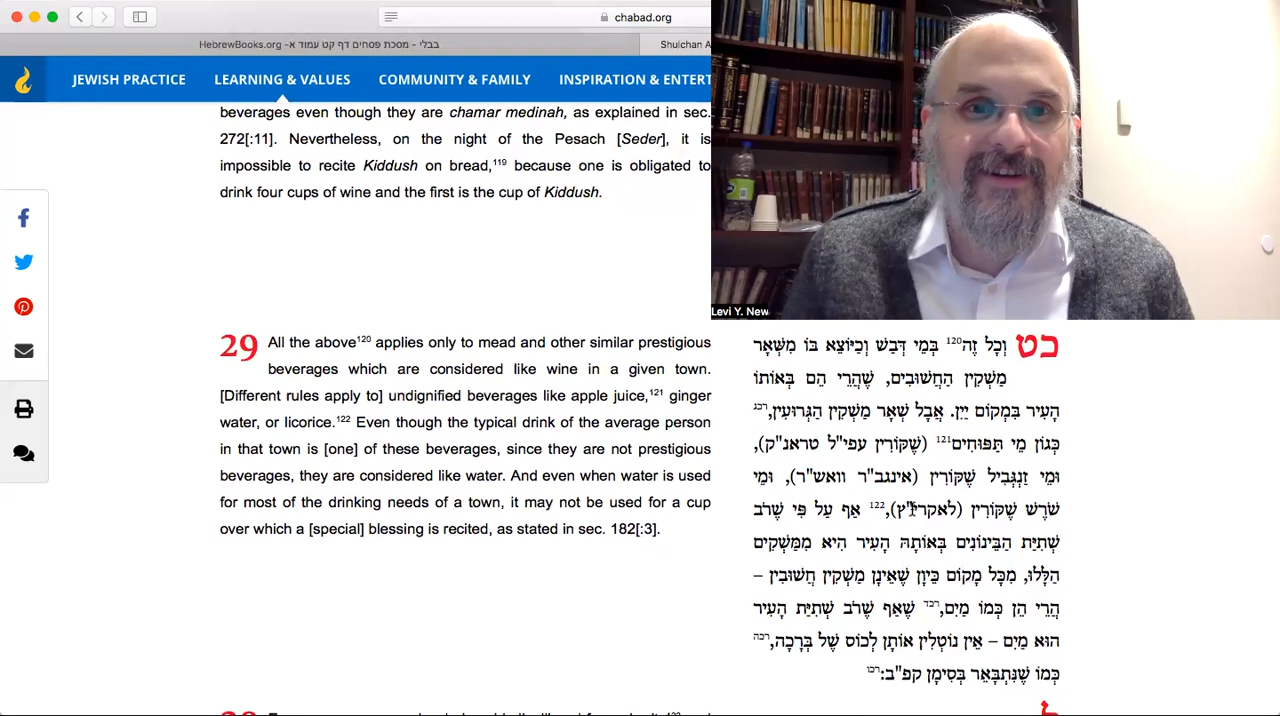 chabad.org
HebrewBooks.org - בבלי - מסכת פסחים דף קט עמוד א
Shulchan A
JEWISH PRACTICE
LEARNING & VALUES
COMMUNITY & FAMILY
INSPIRATION & ENTERT
beverages even though they are chamar medinah, as explained in sec.
272[:11]. Nevertheless, on the night of the Pesach [Seder], it is
impossible to recite Kiddush on bread,119 because one is obligated to
drink four cups of wine and the first is the cup of Kiddush.
Levi Y. New
29 All the above120 applies only to mead and other similar prestigious
beverages which are considered like wine in a given town.
[Different rules apply to] undignified beverages like apple juice,121 ginger
water, or licorice.122 Even though the typical drink of the average person
in that town is [one] of these beverages, since they are not prestigious
beverages, they are considered like water. And even when water is used
for most of the drinking needs of a town, it may not be used for a cup
over which a [special] blessing is recited, as stated in sec. 182[:3].
כט וְכָל זֶה120 בְּמֵי דְּבַשׁ וְכַיּוֹצֵא בּוֹ מִשְּׁאָר
מַשְׁקִין הַחֲשׁוּבִים, שֶׁהֲרֵי הֵם בְּאוֹתוֹ
הָעִיר בִּמְקוֹם יַיִן. אֲבָל שְׁאָר מַשְׁקִין הַגְּרוּעִין,רכג
כְּגוֹן מֵי תַּפּוּחִים121 (שֶׁקּוֹרִין עפי"ל טראנ"ק),
וּמֵי זַנְגְּבִיל שֶׁקּוֹרִין (אינגב"ר וואש"ר), וּמֵי
שֹׁרֶשׁ שֶׁקּוֹרִין (לאקרי"ץ),122 אַף עַל פִּי שֶׁרֹב
שְׁתִיַּת הַבֵּינוֹנִים בְּאוֹתָהּ הָעִיר הִיא מִמַּשְׁקִים
הַלָּלוּ, מִכָּל מָקוֹם כֵּיוָן שֶׁאֵינָן מַשְׁקִין חֲשׁוּבִין –
הֲרֵי הֵן כְּמוֹ מַיִם,רכד שֶׁאַף שֶׁרֹב שְׁתִיַּת הָעִיר
הוּא מַיִם – אֵין נוֹטְלִין אוֹתָן לְכוֹס שֶׁל בְּרָכָה,רכה
כְּמוֹ שֶׁנִּתְבָּאֵר בְּסִימָן קפ"ב:רכו